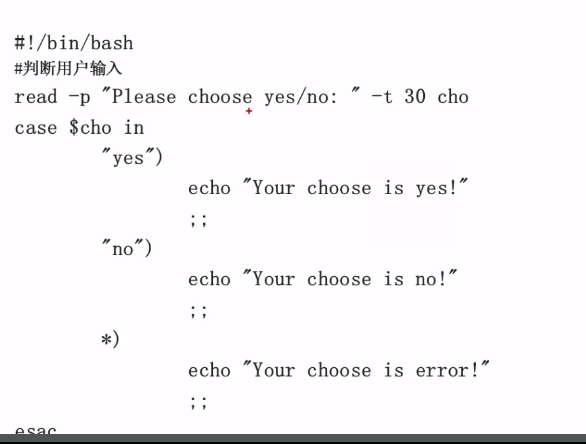 #!/bin/bash
#判断用户输入
read -p "Please choose yes/no: " -t 30 cho
case $cho in
"yes")
echo "Your choose is yes!"
;;
"no")
echo "Your choose is no!"
;;
*)
echo "Your choose is error!"
;;
esac